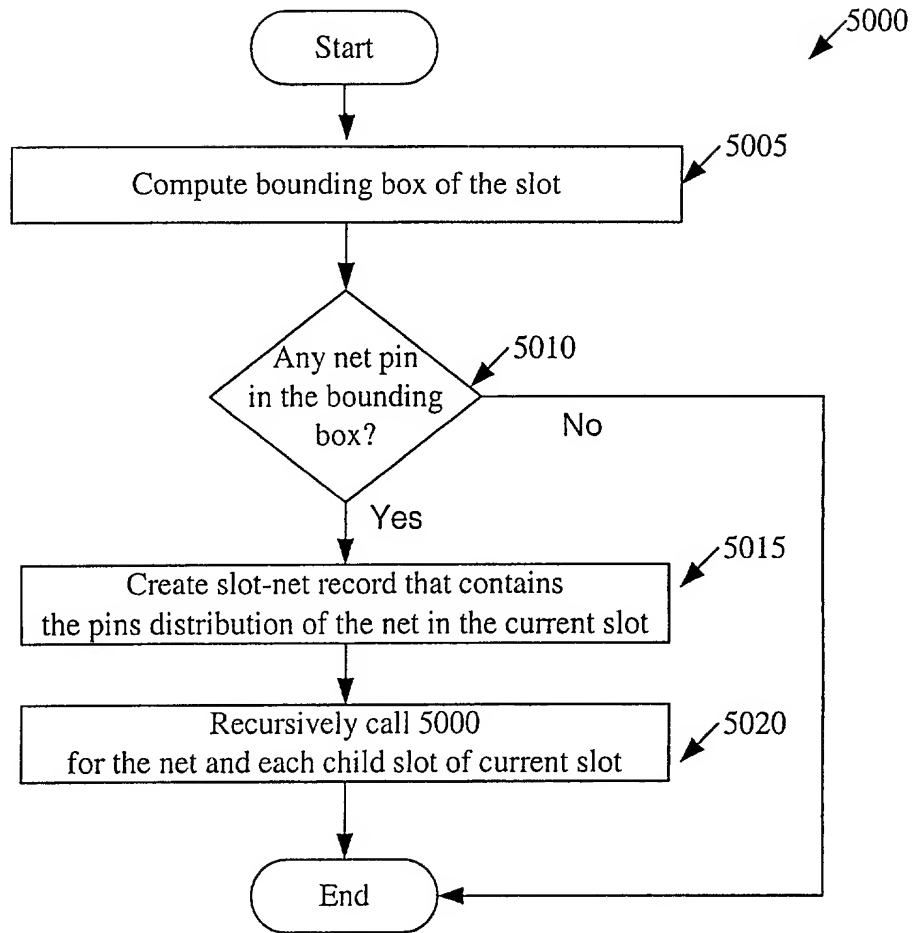 5000
Start
5005
Compute bounding box of the slot
5010
Any net pin
in the bounding
box?
No
Yes
5015
Create slot-net record that contains
the pins distribution of the net in the current slot
5020
Recursively call 5000
for the net and each child slot of current slot
End